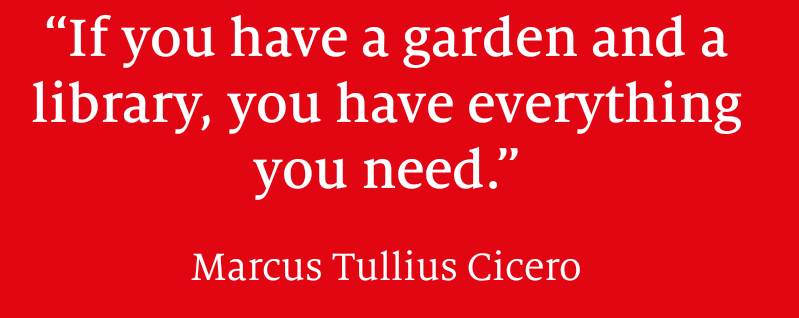 “If you have a garden and a
library, you have everything
you need.”
Marcus Tullius Cicero